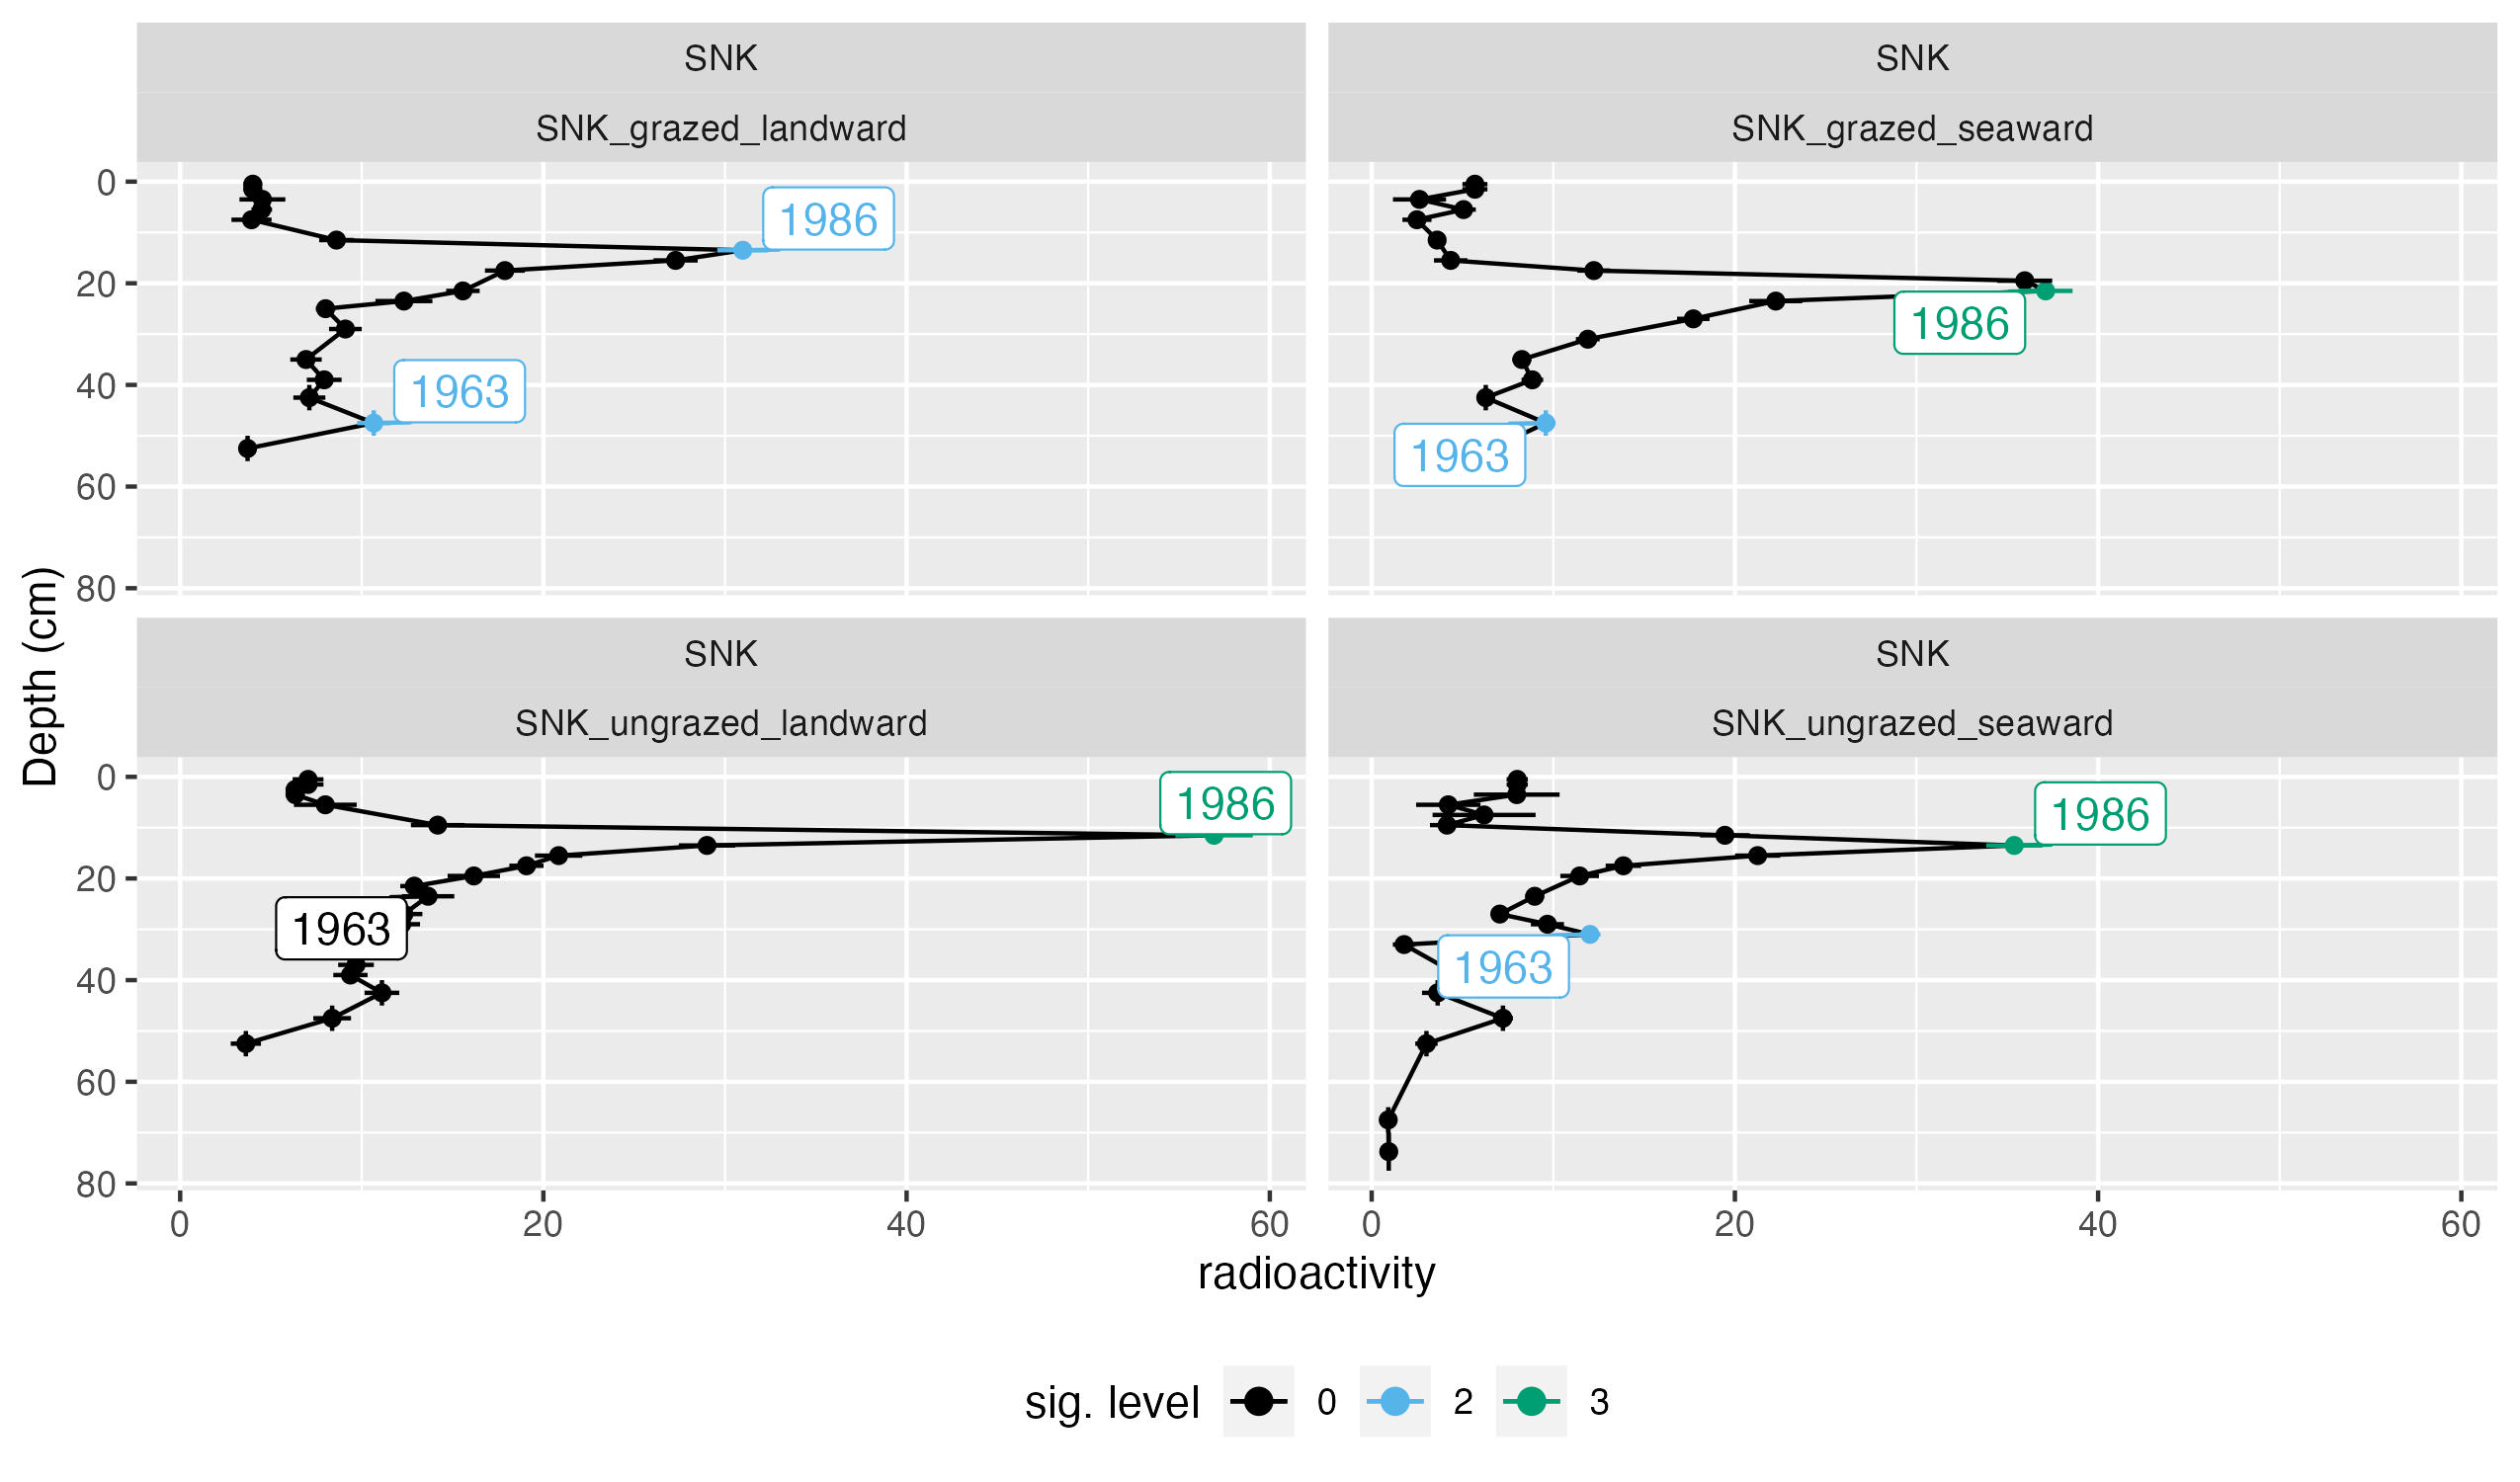 SNK
SNK
SNK_grazed_landward
SNK_grazed_seaward
0
20
40
60
80
1986
1963
1986
1963
Depth (cm)
SNK
SNK
SNK_ungrazed_landward
SNK_ungrazed_seaward
0
20
40
60
80
1986
1963
1986
1963
0 20 40 60 0 20 40 60
radioactivity
sig. level 0 2 3